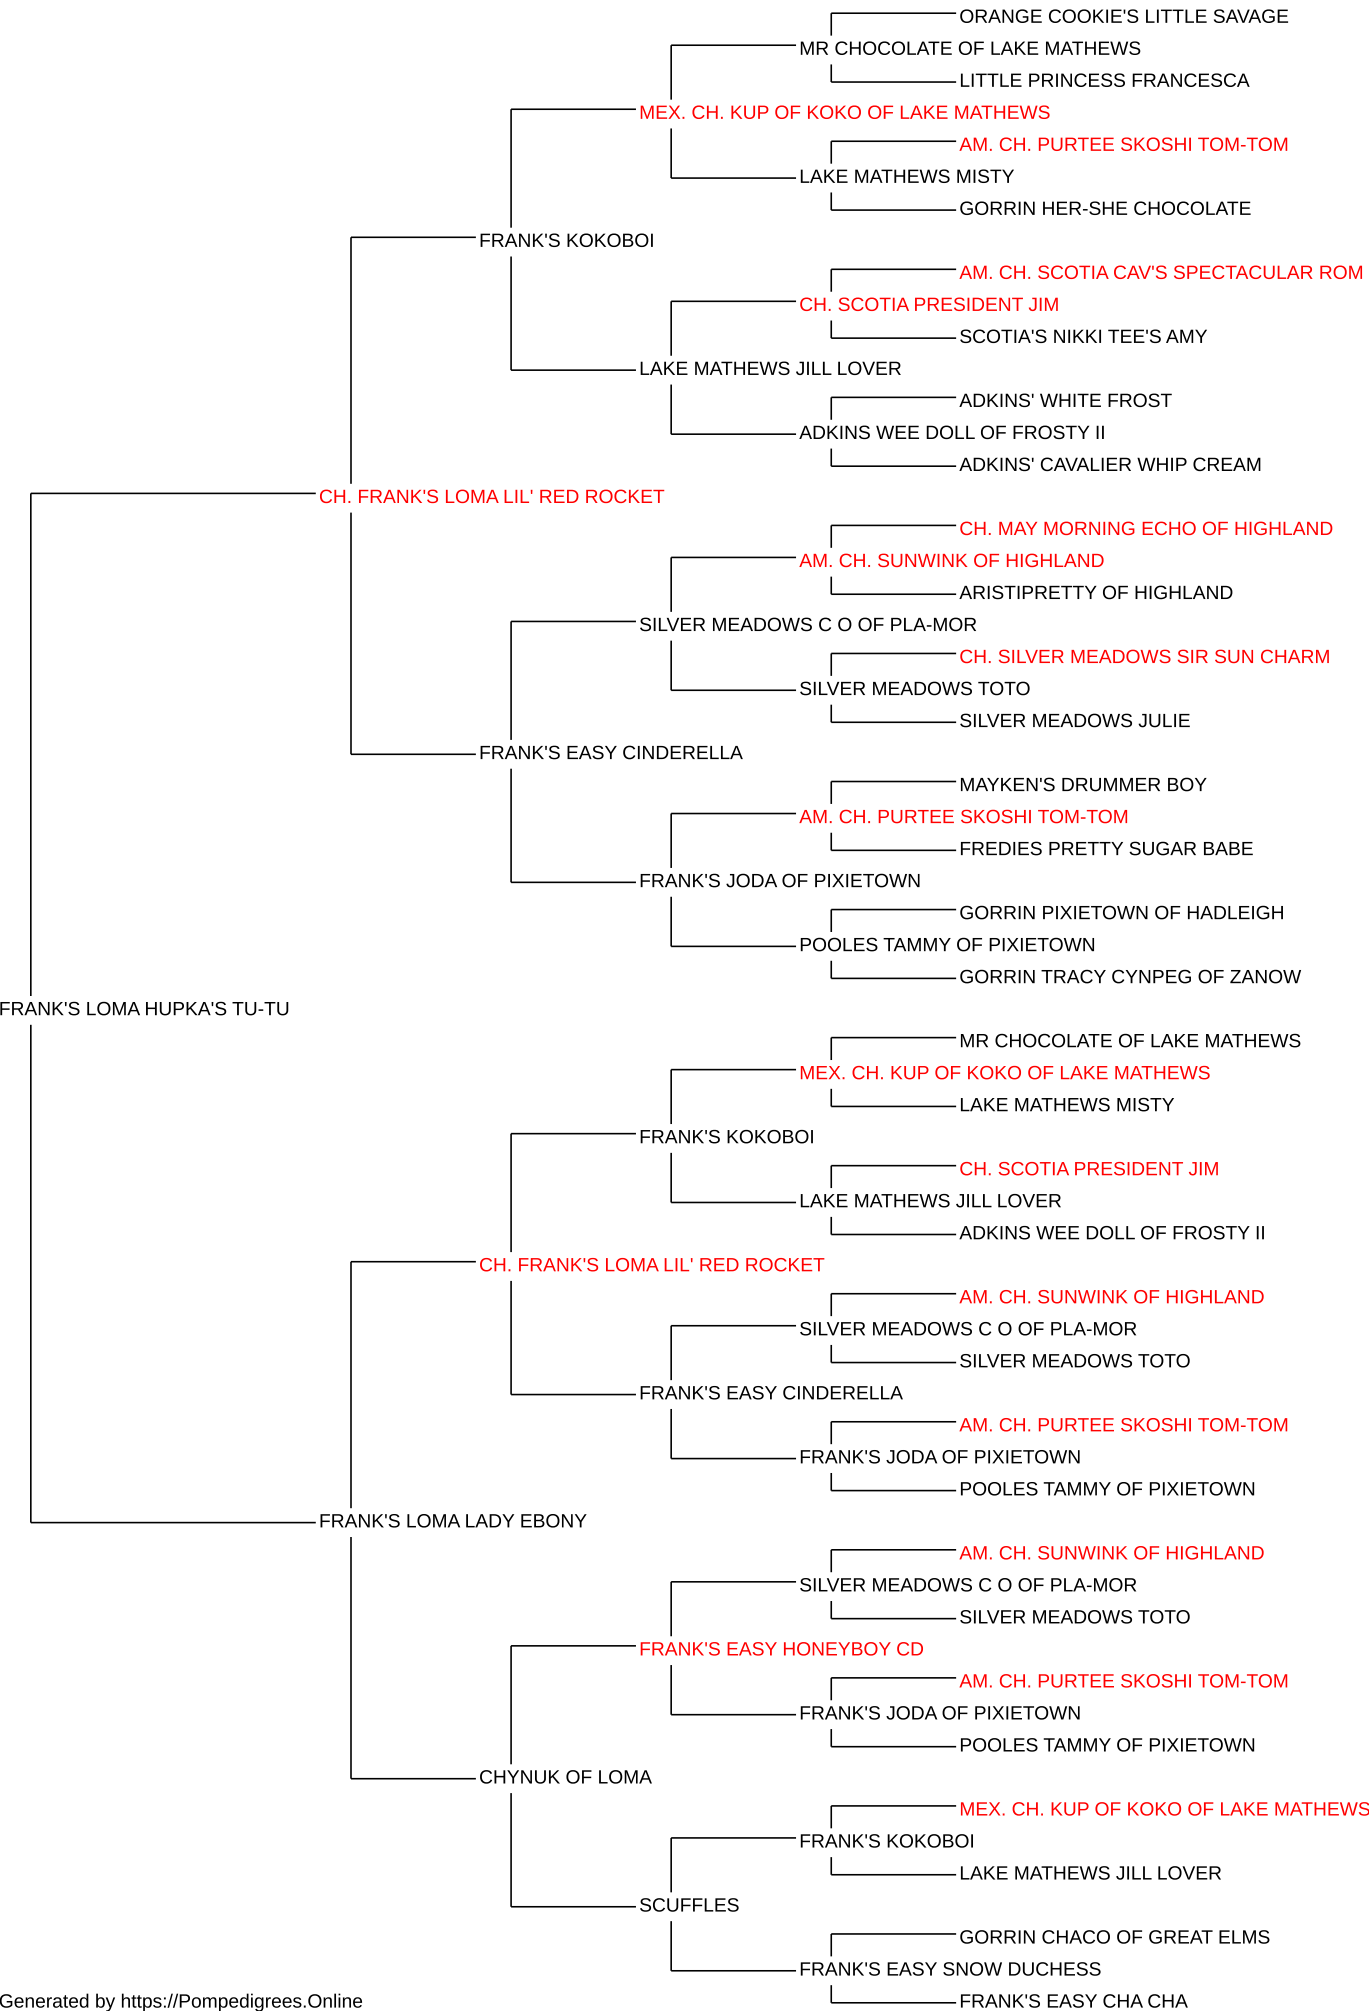 ORANGE COOKIE'S LITTLE SAVAGE
MR CHOCOLATE OF LAKE MATHEWS
LITTLE PRINCESS FRANCESCA
MEX. CH. KUP OF KOKO OF LAKE MATHEWS
AM. CH. PURTEE SKOSHI TOM-TOM
LAKE MATHEWS MISTY
GORRIN HER-SHE CHOCOLATE
FRANK'S KOKOBOI
AM. CH. SCOTIA CAV'S SPECTACULAR ROM
CH. SCOTIA PRESIDENT JIM
SCOTIA'S NIKKI TEE'S AMY
LAKE MATHEWS JILL LOVER
ADKINS' WHITE FROST
ADKINS WEE DOLL OF FROSTY II
ADKINS' CAVALIER WHIP CREAM
CH. FRANK'S LOMA LIL' RED ROCKET
CH. MAY MORNING ECHO OF HIGHLAND
AM. CH. SUNWINK OF HIGHLAND
ARISTIPRETTY OF HIGHLAND
SILVER MEADOWS C O OF PLA-MOR
CH. SILVER MEADOWS SIR SUN CHARM
SILVER MEADOWS TOTO
SILVER MEADOWS JULIE
FRANK'S EASY CINDERELLA
MAYKEN'S DRUMMER BOY
AM. CH. PURTEE SKOSHI TOM-TOM
FREDIES PRETTY SUGAR BABE
FRANK'S JODA OF PIXIETOWN
GORRIN PIXIETOWN OF HADLEIGH
POOLES TAMMY OF PIXIETOWN
GORRIN TRACY CYNPEG OF ZANOW
FRANK'S LOMA HUPKA'S TU-TU
MR CHOCOLATE OF LAKE MATHEWS
MEX. CH. KUP OF KOKO OF LAKE MATHEWS
LAKE MATHEWS MISTY
FRANK'S KOKOBOI
CH. SCOTIA PRESIDENT JIM
LAKE MATHEWS JILL LOVER
ADKINS WEE DOLL OF FROSTY II
CH. FRANK'S LOMA LIL' RED ROCKET
AM. CH. SUNWINK OF HIGHLAND
SILVER MEADOWS C O OF PLA-MOR
SILVER MEADOWS TOTO
FRANK'S EASY CINDERELLA
AM. CH. PURTEE SKOSHI TOM-TOM
FRANK'S JODA OF PIXIETOWN
POOLES TAMMY OF PIXIETOWN
FRANK'S LOMA LADY EBONY
AM. CH. SUNWINK OF HIGHLAND
SILVER MEADOWS C O OF PLA-MOR
SILVER MEADOWS TOTO
FRANK'S EASY HONEYBOY CD
AM. CH. PURTEE SKOSHI TOM-TOM
FRANK'S JODA OF PIXIETOWN
POOLES TAMMY OF PIXIETOWN
CHYNUK OF LOMA
MEX. CH. KUP OF KOKO OF LAKE MATHEWS
FRANK'S KOKOBOI
LAKE MATHEWS JILL LOVER
SCUFFLES
GORRIN CHACO OF GREAT ELMS
FRANK'S EASY SNOW DUCHESS
FRANK'S EASY CHA CHA
Generated by https://Pompedigrees.Online